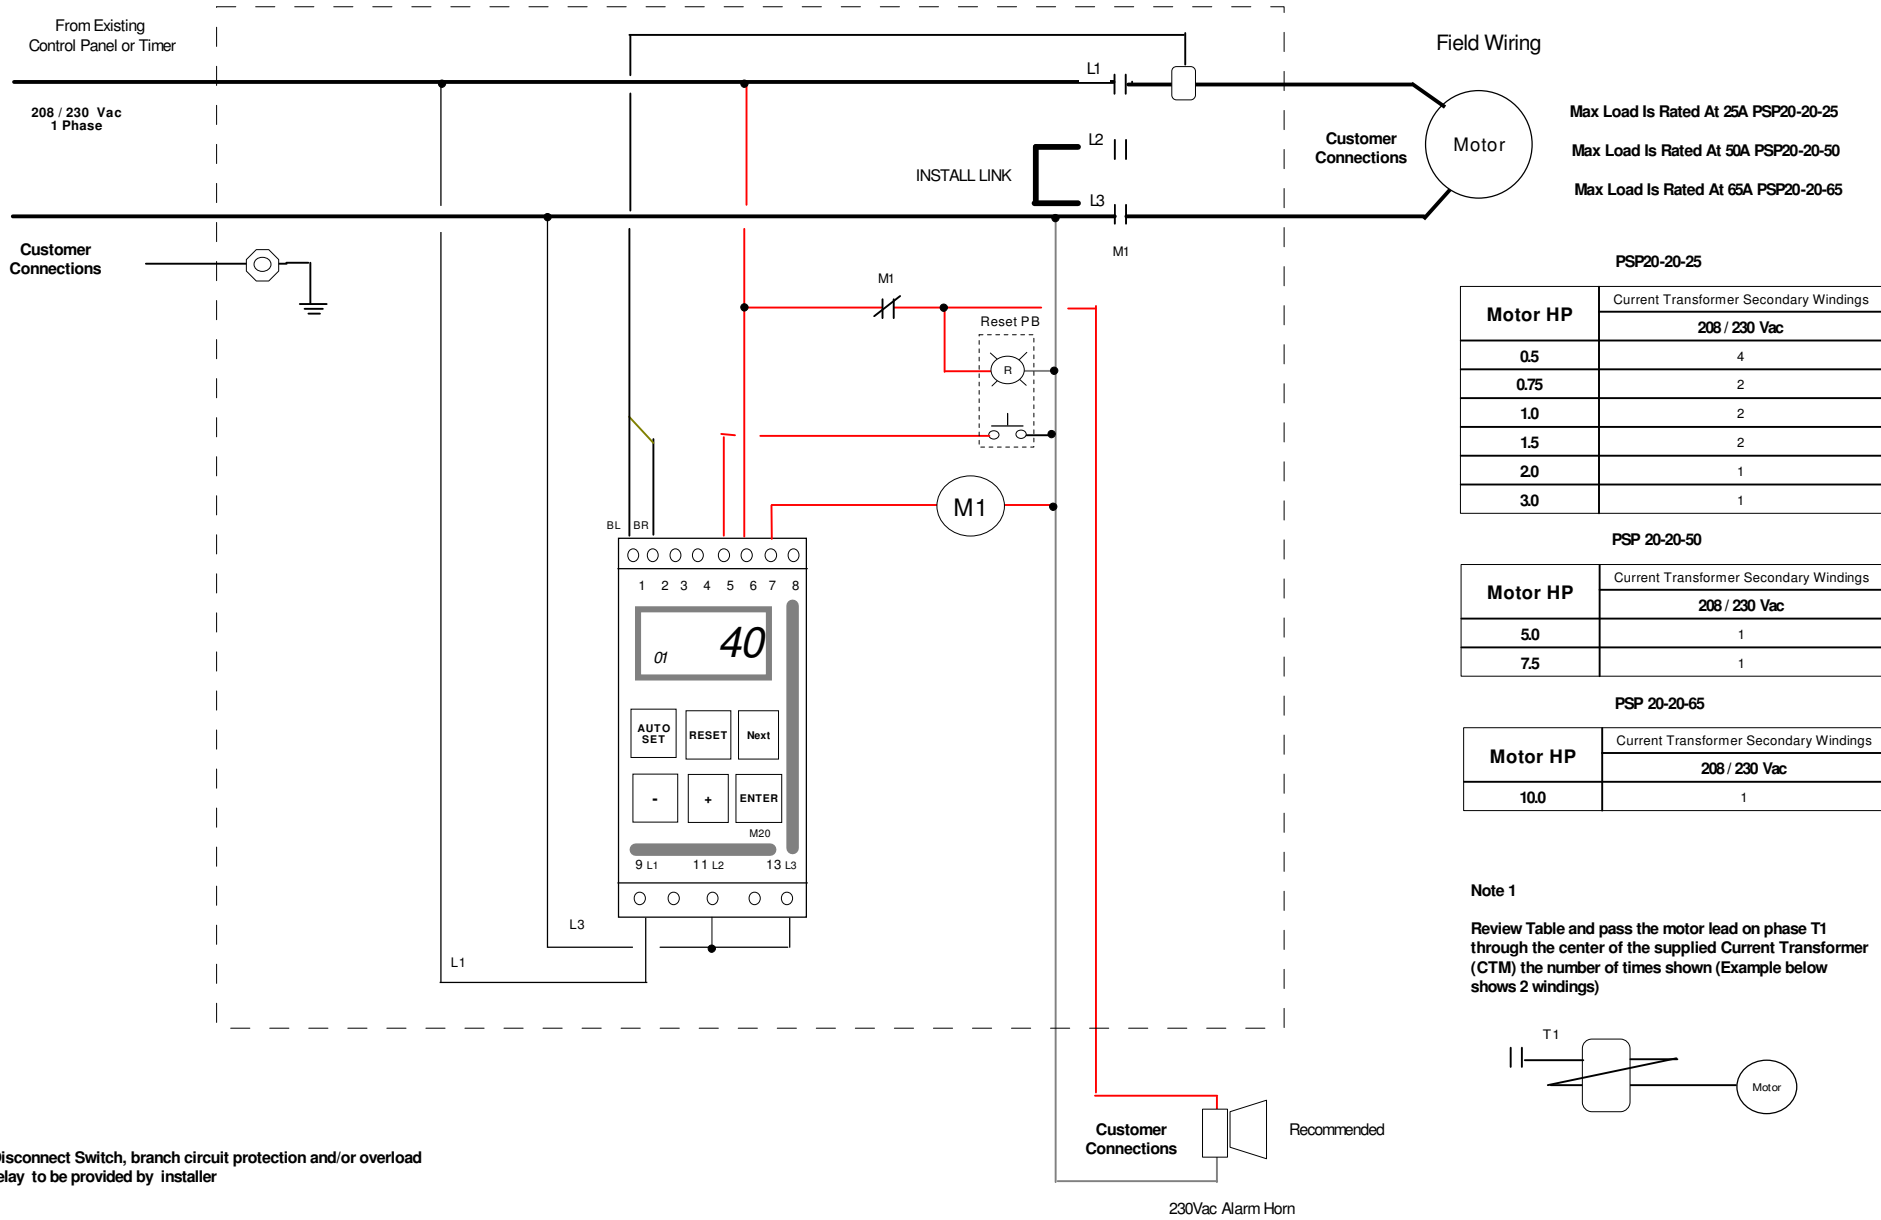 From Existing
Control Panel or Timer
208 / 230 Vac
1 Phase
Customer
Connections
L1
L2
INSTALL LINK
L3
M1
Field Wiring
Customer
Connections
Motor
Max Load Is Rated At 25A PSP20-20-25
Max Load Is Rated At 50A PSP20-20-50
Max Load Is Rated At 65A PSP20-20-65
M1
Reset PB
R
M1
BL BR
1 2 3 4 5 6 7 8
01 40
AUTO
SET
RESET
Next
-
+
ENTER
M20
9 L1 11 L2 13 L3
L3
L1
PSP20-20-25
Motor HP
Current Transformer Secondary Windings
208 / 230 Vac
0.5 4
0.75 2
1.0 2
1.5 2
2.0 1
3.0 1
PSP 20-20-50
Motor HP
Current Transformer Secondary Windings
208 / 230 Vac
5.0 1
7.5 1
PSP 20-20-65
Motor HP
Current Transformer Secondary Windings
208 / 230 Vac
10.0 1
Note 1
Review Table and pass the motor lead on phase T1
through the center of the supplied Current Transformer
(CTM) the number of times shown (Example below
shows 2 windings)
T1
Motor
Customer
Connections
Recommended
230Vac Alarm Horn
Disconnect Switch, branch circuit protection and/or overload
elay to be provided by installer